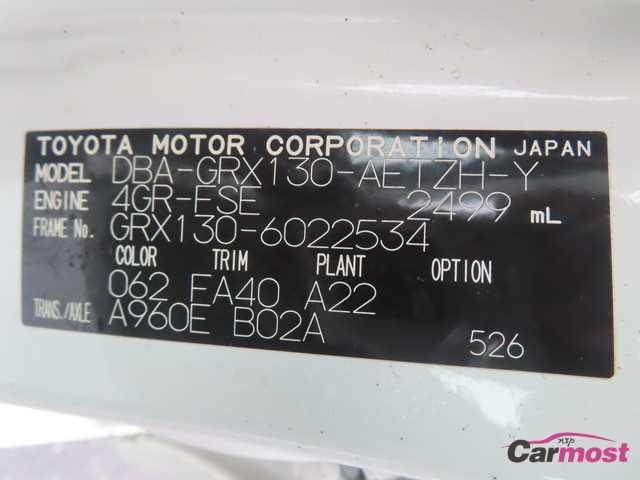 TOYOTA MOTOR CORPORATION JAPAN
MODEL DBA-GRX130-AETZH-Y
ENGINE 4GR-FSE 2499 mL
FRAME No. GRX130-6022534
COLOR TRIM PLANT OPTION
062 FA40 A22
TRANS./AXLE A960E B02A
526
Carmost